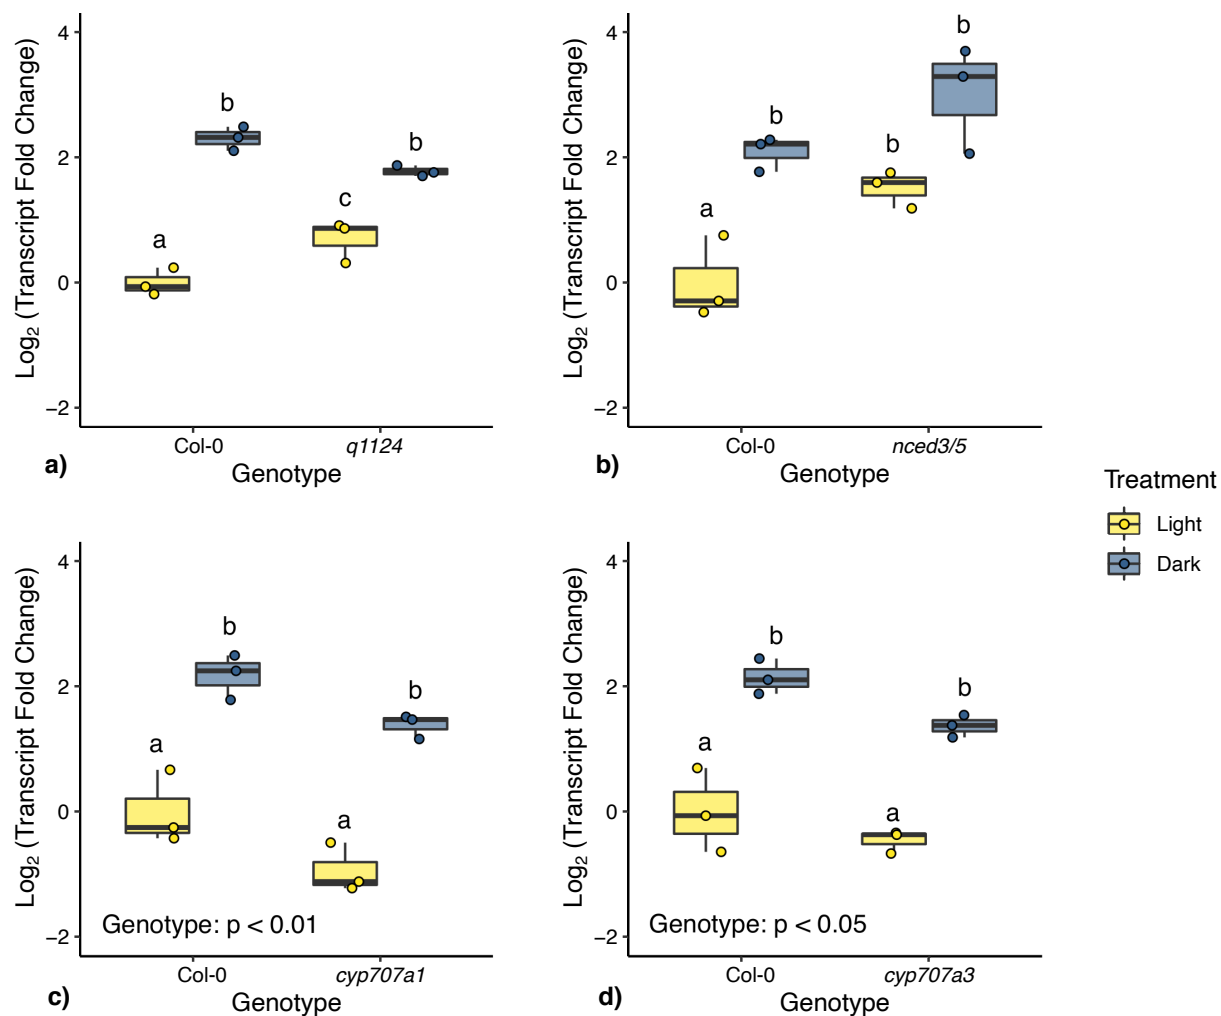 4
2
0
−2
Log2 (Transcript Fold Change)
a
b
c
b
Col-0
q1124
Genotype
a)
4
2
0
−2
Log2 (Transcript Fold Change)
a
b
b
b
Col-0
nced3/5
Genotype
b)
Treatment
Light
Dark
4
2
0
−2
Log2 (Transcript Fold Change)
a
b
a
b
Genotype: p < 0.01
Col-0
cyp707a1
Genotype
c)
4
2
0
−2
Log2 (Transcript Fold Change)
a
b
a
b
Genotype: p < 0.05
Col-0
cyp707a3
Genotype
d)